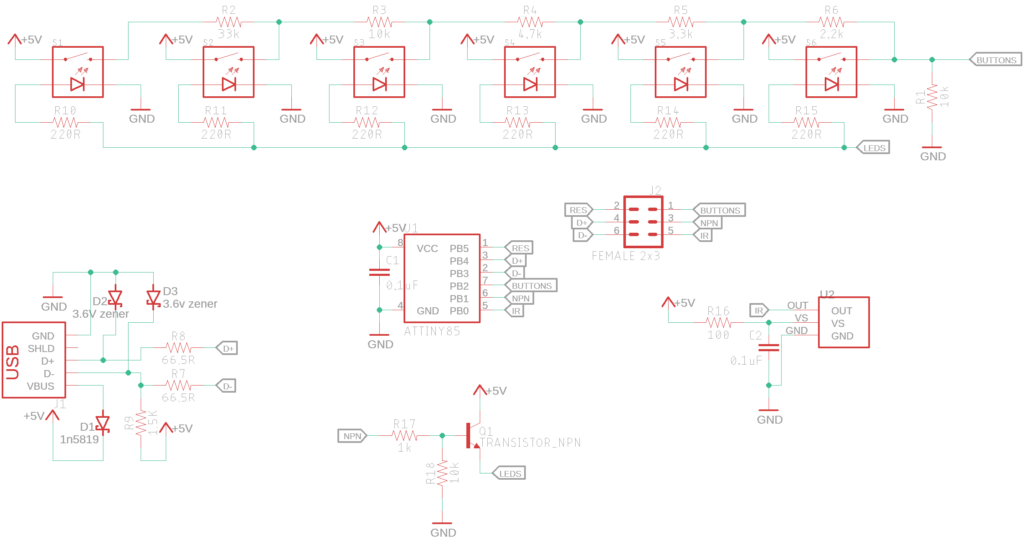 R2 R3 R4 R5 R6
33k 10k 4.7k 3.3k 2.2k
+5V +5V +5V +5V +5V +5V
S1 S2 S3 S4 S5 S6
BUTTONS
R1 10k
GND GND GND GND GND GND
R10 R11 R12 R13 R14 R15
220R 220R 220R 220R 220R 220R
LEDS
GND
J2
RES 2 1 BUTTONS
D+ 4 3 NPN
D- 6 5 IR
FEMALE 2x3
+5V
8 VCC PB5 1 RES
PB4 3 D+
C1 PB3 2 D-
0.1uF PB2 7 BUTTONS
PB1 6 NPN
4 GND PB0 5 IR
ATTINY85
GND
GND
D2
3.6V zener
D3
3.6v zener
USB
GND
SHLD
D+
D-
VBUS
J1
R8
66.5R
D+
R7
66.5R
D-
R9
+5V
D1
1n5819
+5V
+5V
R16
100
IR OUT
VS
GND
U2
OUT
VS
GND
C2
0.1uF
GND
+5V
NPN
R17
1k
Q1
TRANSISTOR_NPN
R18
10k
LEDS
GND